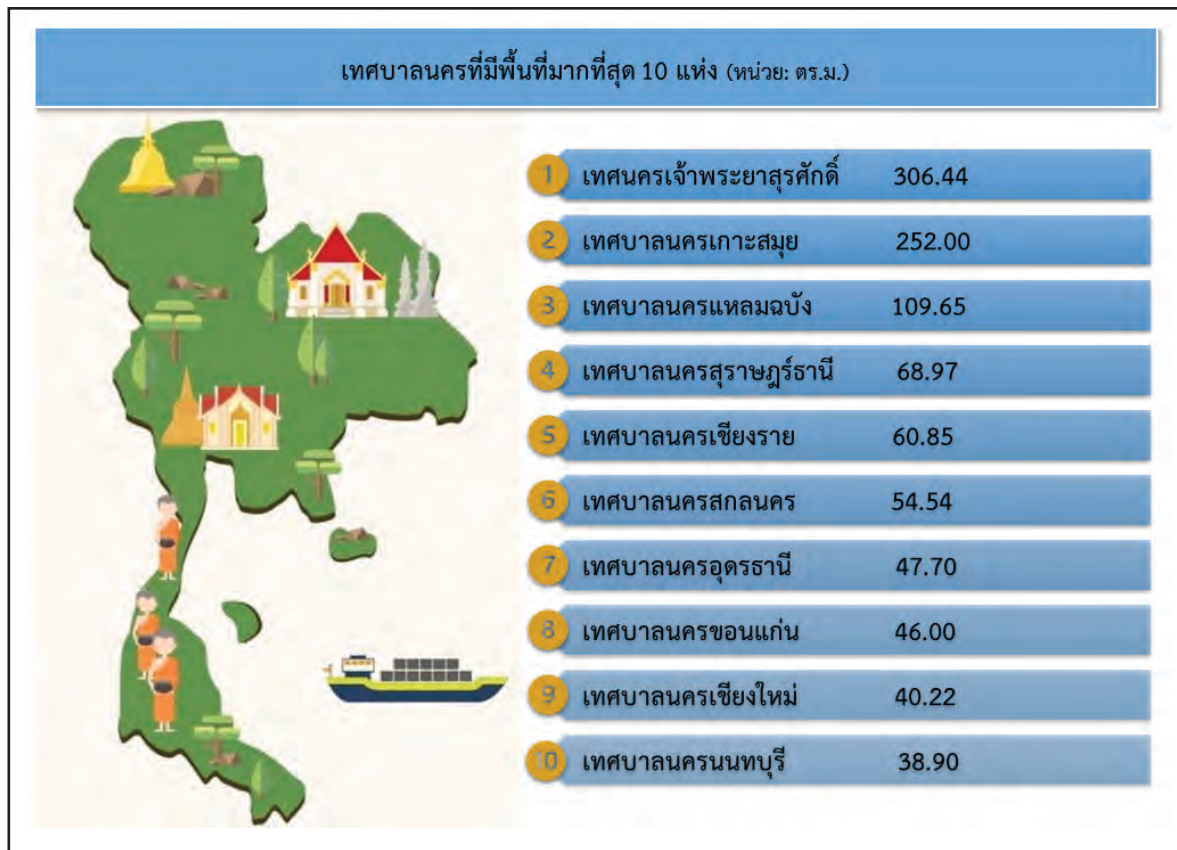 เทศบาลนครที่มีพื้นที่มากที่สุด 10 แห่ง (หน่วย: ตร.ม.)
1 เทศนครเจ้าพระยาสุรศักดิ์ 306.44
2 เทศบาลนครเกาะสมุย 252.00
3 เทศบาลนครแหลมฉบัง 109.65
4 เทศบาลนครสุราษฎร์ธานี 68.97
5 เทศบาลนครเชียงราย 60.85
6 เทศบาลนครสกลนคร 54.54
7 เทศบาลนครอุดรธานี 47.70
8 เทศบาลนครขอนแก่น 46.00
9 เทศบาลนครเชียงใหม่ 40.22
10 เทศบาลนครนนทบุรี 38.90